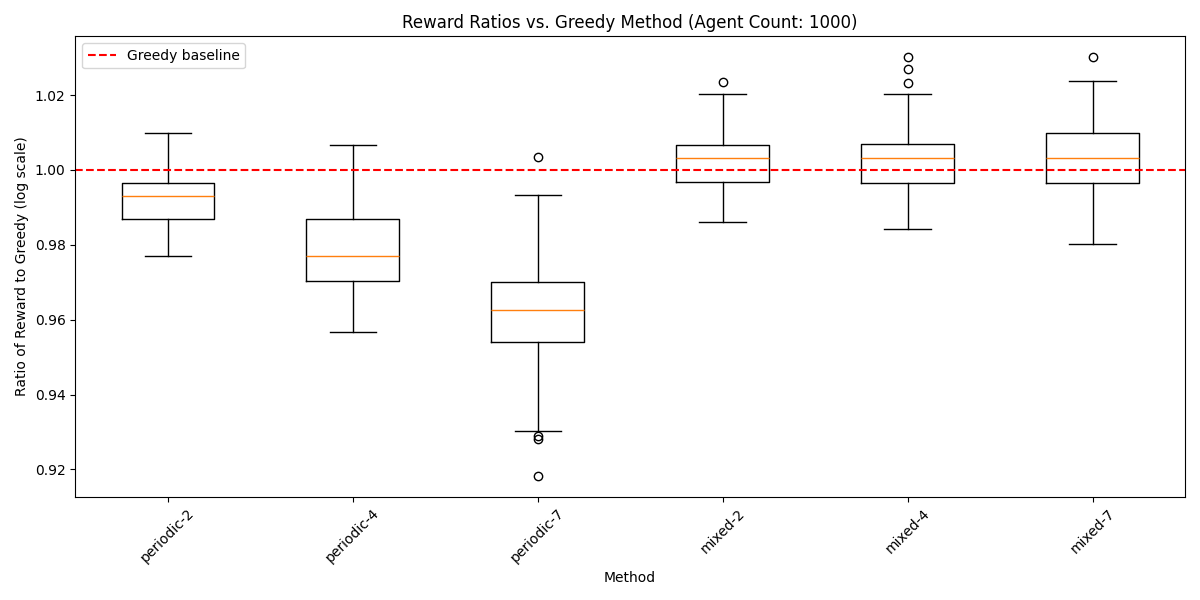 Reward Ratios vs. Greedy Method (Agent Count: 1000)
Greedy baseline
Ratio of Reward to Greedy (log scale)
1.02
1.00
0.98
0.96
0.94
0.92
periodic-2
periodic-4
periodic-7
mixed-2
mixed-4
mixed-7
Method